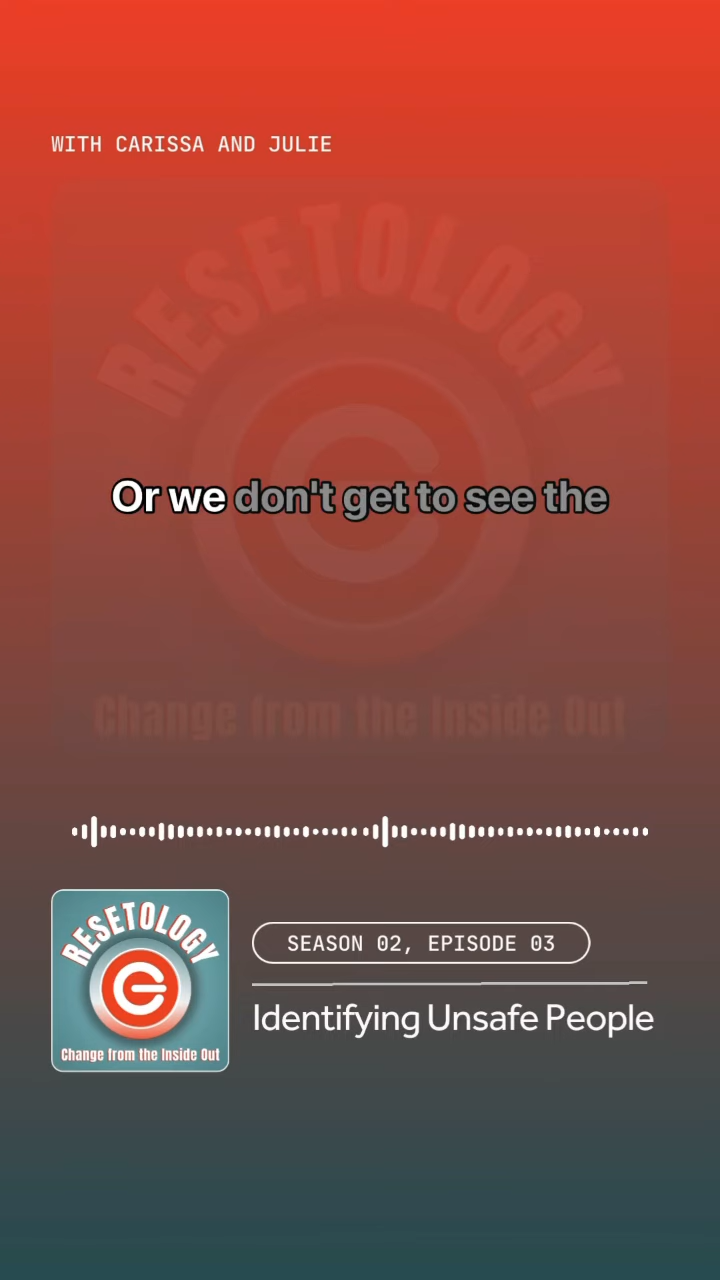 WITH CARISSA AND JULIE
RESETOLOGY
Or we don't get to see the
Change from the Inside Out
RESETOLOGY
Change from the Inside Out
SEASON 02, EPISODE 03
Identifying Unsafe People